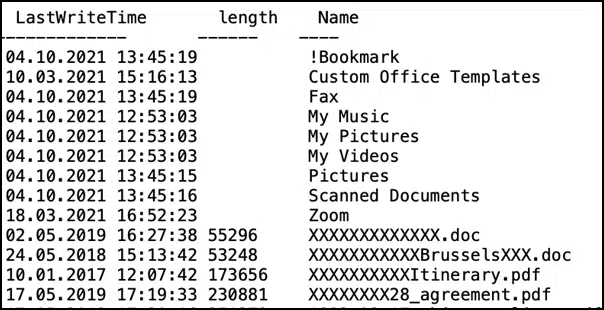 LastWriteTime length Name
------------- ------ ----
04.10.2021 13:45:19 !Bookmark
10.03.2021 15:16:13 Custom Office Templates
04.10.2021 13:45:19 Fax
04.10.2021 12:53:03 My Music
04.10.2021 12:53:03 My Pictures
04.10.2021 12:53:03 My Videos
04.10.2021 13:45:15 Pictures
04.10.2021 13:45:16 Scanned Documents
18.03.2021 16:52:23 Zoom
02.05.2019 16:27:38 55296 XXXXXXXXXXXXX.doc
24.05.2018 15:13:42 53248 XXXXXXXXXXXBrusselsXXX.doc
10.01.2017 12:07:42 173656 XXXXXXXXXXItinerary.pdf
17.05.2019 17:19:33 230881 XXXXXXXX28_agreement.pdf